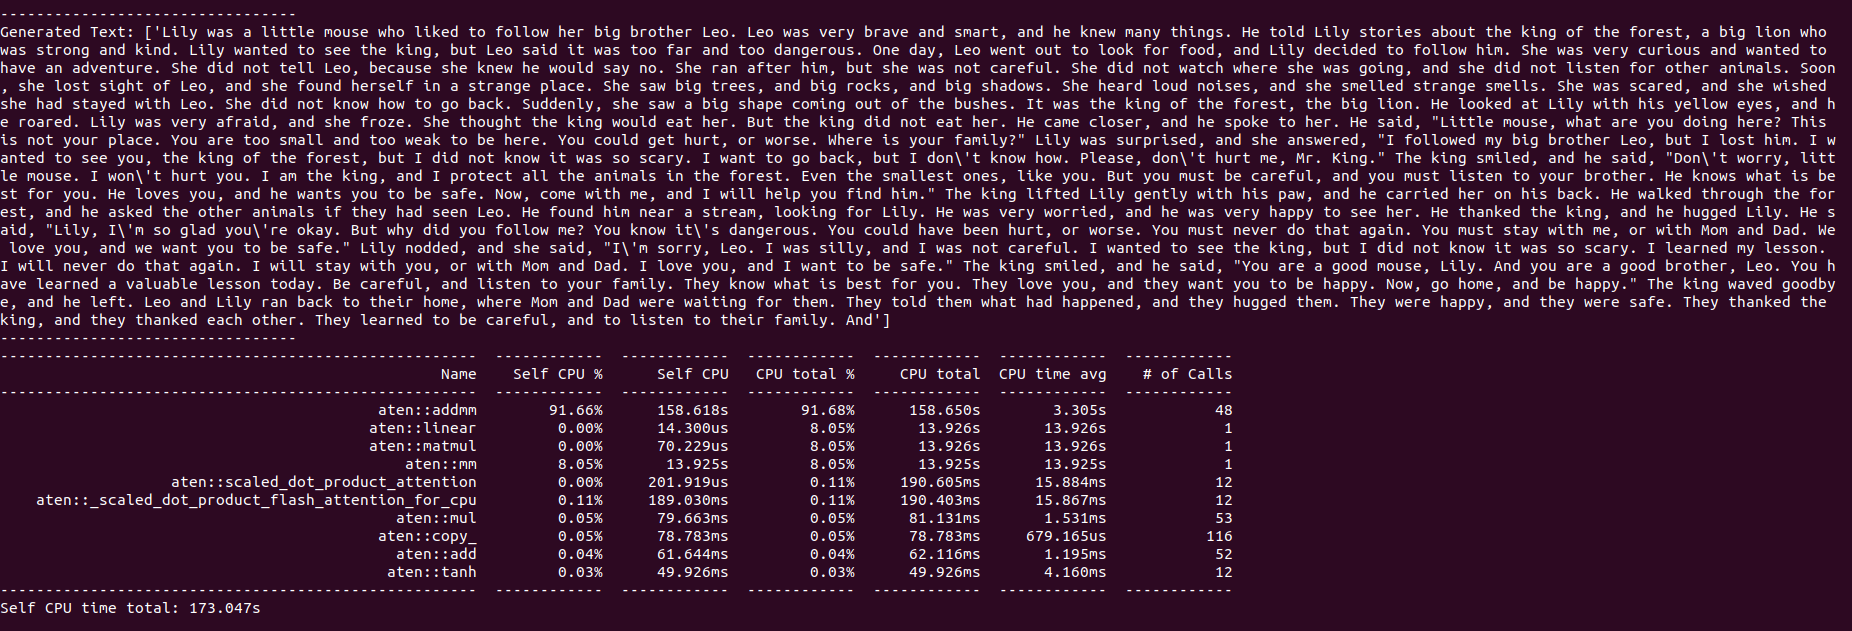 ---------------------------------
Generated Text: ['Lily was a little mouse who liked to follow her big brother Leo. Leo was very brave and smart, and he knew many things. He told Lily stories about the king of the forest, a big lion who
was strong and kind. Lily wanted to see the king, but Leo said it was too far and too dangerous. One day, Leo went out to look for food, and Lily decided to follow him. She was very curious and wanted to
have an adventure. She did not tell Leo, because she knew he would say no. She ran after him, but she was not careful. She did not watch where she was going, and she did not listen for other animals. Soon
, she lost sight of Leo, and she found herself in a strange place. She saw big trees, and big rocks, and big shadows. She heard loud noises, and she smelled strange smells. She was scared, and she wished
she had stayed with Leo. She did not know how to go back. Suddenly, she saw a big shape coming out of the bushes. It was the king of the forest, the big lion. He looked at Lily with his yellow eyes, and h
e roared. Lily was very afraid, and she froze. She thought the king would eat her. But the king did not eat her. He came closer, and he spoke to her. He said, "Little mouse, what are you doing here? This
is not your place. You are too small and too weak to be here. You could get hurt, or worse. Where is your family?" Lily was surprised, and she answered, "I followed my big brother Leo, but I lost him. I w
anted to see you, the king of the forest, but I did not know it was so scary. I want to go back, but I don\'t know how. Please, don\'t hurt me, Mr. King." The king smiled, and he said, "Don\'t worry, litt
le mouse. I won\'t hurt you. I am the king, and I protect all the animals in the forest. Even the smallest ones, like you. But you must be careful, and you must listen to your brother. He knows what is be
st for you. He loves you, and he wants you to be safe. Now, come with me, and I will help you find him." The king lifted Lily gently with his paw, and he carried her on his back. He walked through the for
est, and he asked the other animals if they had seen Leo. He found him near a stream, looking for Lily. He was very worried, and he was very happy to see her. He thanked the king, and he hugged Lily. He s
aid, "Lily, I\'m so glad you\'re okay. But why did you follow me? You know it\'s dangerous. You could have been hurt, or worse. You must never do that again. You must stay with me, or with Mom and Dad. We
 love you, and we want you to be safe." Lily nodded, and she said, "I\'m sorry, Leo. I was silly, and I was not careful. I wanted to see the king, but I did not know it was so scary. I learned my lesson.
I will never do that again. I will stay with you, or with Mom and Dad. I love you, and I want to be safe." The king smiled, and he said, "You are a good mouse, Lily. And you are a good brother, Leo. You h
ave learned a valuable lesson today. Be careful, and listen to your family. They know what is best for you. They love you, and they want you to be happy. Now, go home, and be happy." The king waved goodby
e, and he left. Leo and Lily ran back to their home, where Mom and Dad were waiting for them. They told them what had happened, and they hugged them. They were happy, and they were safe. They thanked the
king, and they thanked each other. They learned to be careful, and to listen to their family. And']
---------------------------------
-----------------------------------------------------  ------------  ------------  ------------  ------------  ------------  ------------
Name    Self CPU %      Self CPU   CPU total %     CPU total  CPU time avg    # of Calls
-----------------------------------------------------  ------------  ------------  ------------  ------------  ------------  ------------
aten::addmm        91.66%      158.618s        91.68%      158.650s        3.305s            48
aten::linear         0.00%      14.300us         8.05%       13.926s       13.926s             1
aten::matmul         0.00%      70.229us         8.05%       13.926s       13.926s             1
aten::mm         8.05%       13.925s         8.05%       13.925s       13.925s             1
aten::scaled_dot_product_attention         0.00%     201.919us         0.11%     190.605ms      15.884ms            12
aten::_scaled_dot_product_flash_attention_for_cpu         0.11%     189.030ms         0.11%     190.403ms      15.867ms            12
aten::mul         0.05%      79.663ms         0.05%      81.131ms       1.531ms            53
aten::copy_         0.05%      78.783ms         0.05%      78.783ms     679.165us           116
aten::add         0.04%      61.644ms         0.04%      62.116ms       1.195ms            52
aten::tanh         0.03%      49.926ms         0.03%      49.926ms       4.160ms            12
-----------------------------------------------------  ------------  ------------  ------------  ------------  ------------  ------------
Self CPU time total: 173.047s